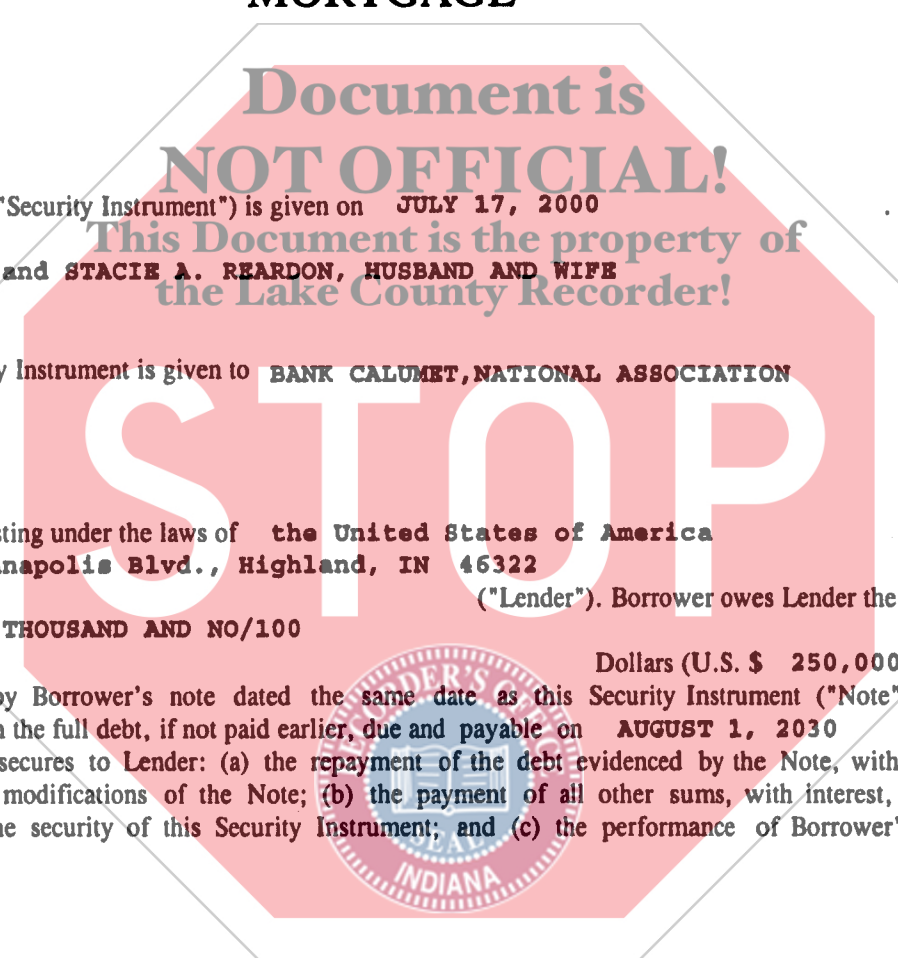 MORTGAGE
Document is
NOT OFFICIAL!
"Security Instrument") is given on JULY 17, 2000
This Document is the property of
and STACIE A. REARDON, HUSBAND AND WIFE
the Lake County Recorder!
y Instrument is given to BANK CALUMET,NATIONAL ASSOCIATION
STOP
sting under the laws of the United States of America
napolis Blvd., Highland, IN 46322
("Lender"). Borrower owes Lender the
THOUSAND AND NO/100
Dollars (U.S. $ 250,000
by Borrower's note dated the same date as this Security Instrument ("Note"
n the full debt, if not paid earlier, due and payable on AUGUST 1, 2030
secures to Lender: (a) the repayment of the debt evidenced by the Note, with
modifications of the Note; (b) the payment of all other sums, with interest,
ne security of this Security Instrument; and (c) the performance of Borrower'
RECORDER'S OFFICE
SEAL
INDIANA